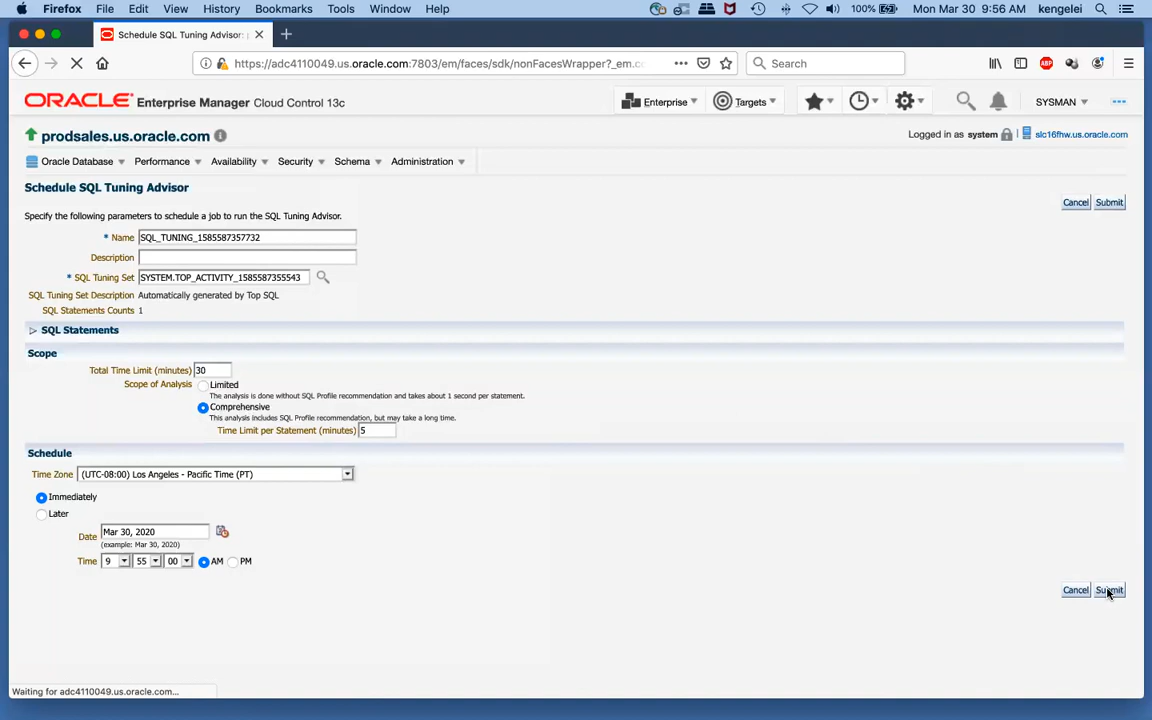 Firefox File Edit View History Bookmarks Tools Window Help 100% Mon Mar 30 9:56 AM kengelei
Schedule SQL Tuning Advisor:
https://adc4110049.us.oracle.com:7803/em/faces/sdk/nonFacesWrapper?_em.c Search
ORACLE Enterprise Manager Cloud Control 13c Enterprise Targets SYSMAN
prodsales.us.oracle.com Logged in as system slc16fhw.us.oracle.com
Oracle Database Performance Availability Security Schema Administration
Schedule SQL Tuning Advisor
Cancel Submit
Specify the following parameters to schedule a job to run the SQL Tuning Advisor.
* Name SQL_TUNING_1585587357732
Description
* SQL Tuning Set SYSTEM.TOP_ACTIVITY_1585587355543
SQL Tuning Set Description Automatically generated by Top SQL
SQL Statements Counts 1
SQL Statements
Scope
Total Time Limit (minutes) 30
Scope of Analysis Limited
The analysis is done without SQL Profile recommendation and takes about 1 second per statement.
Comprehensive
This analysis includes SQL Profile recommendation, but may take a long time.
Time Limit per Statement (minutes) 5
Schedule
Time Zone (UTC-08:00) Los Angeles - Pacific Time (PT)
Immediately
Later
Date Mar 30, 2020
(example: Mar 30, 2020)
Time 9 55 00 AM PM
Cancel Submit
Waiting for adc4110049.us.oracle.com...